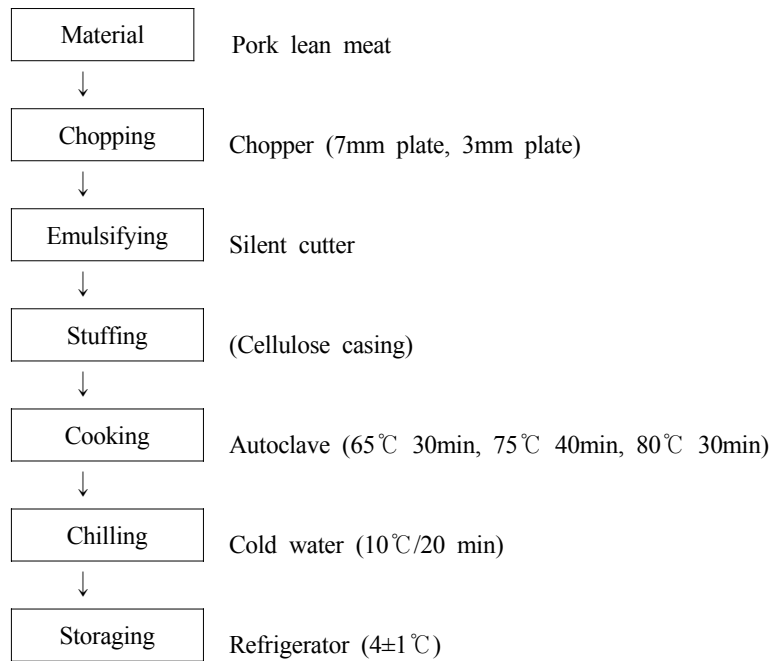 Material
Pork lean meat
↓
Chopping
Chopper (7mm plate, 3mm plate)
↓
Emulsifying
Silent cutter
↓
Stuffing
(Cellulose casing)
↓
Cooking
Autoclave (65℃ 30min, 75℃ 40min, 80℃ 30min)
↓
Chilling
Cold water (10℃/20 min)
↓
Storaging
Refrigerator (4±1℃)